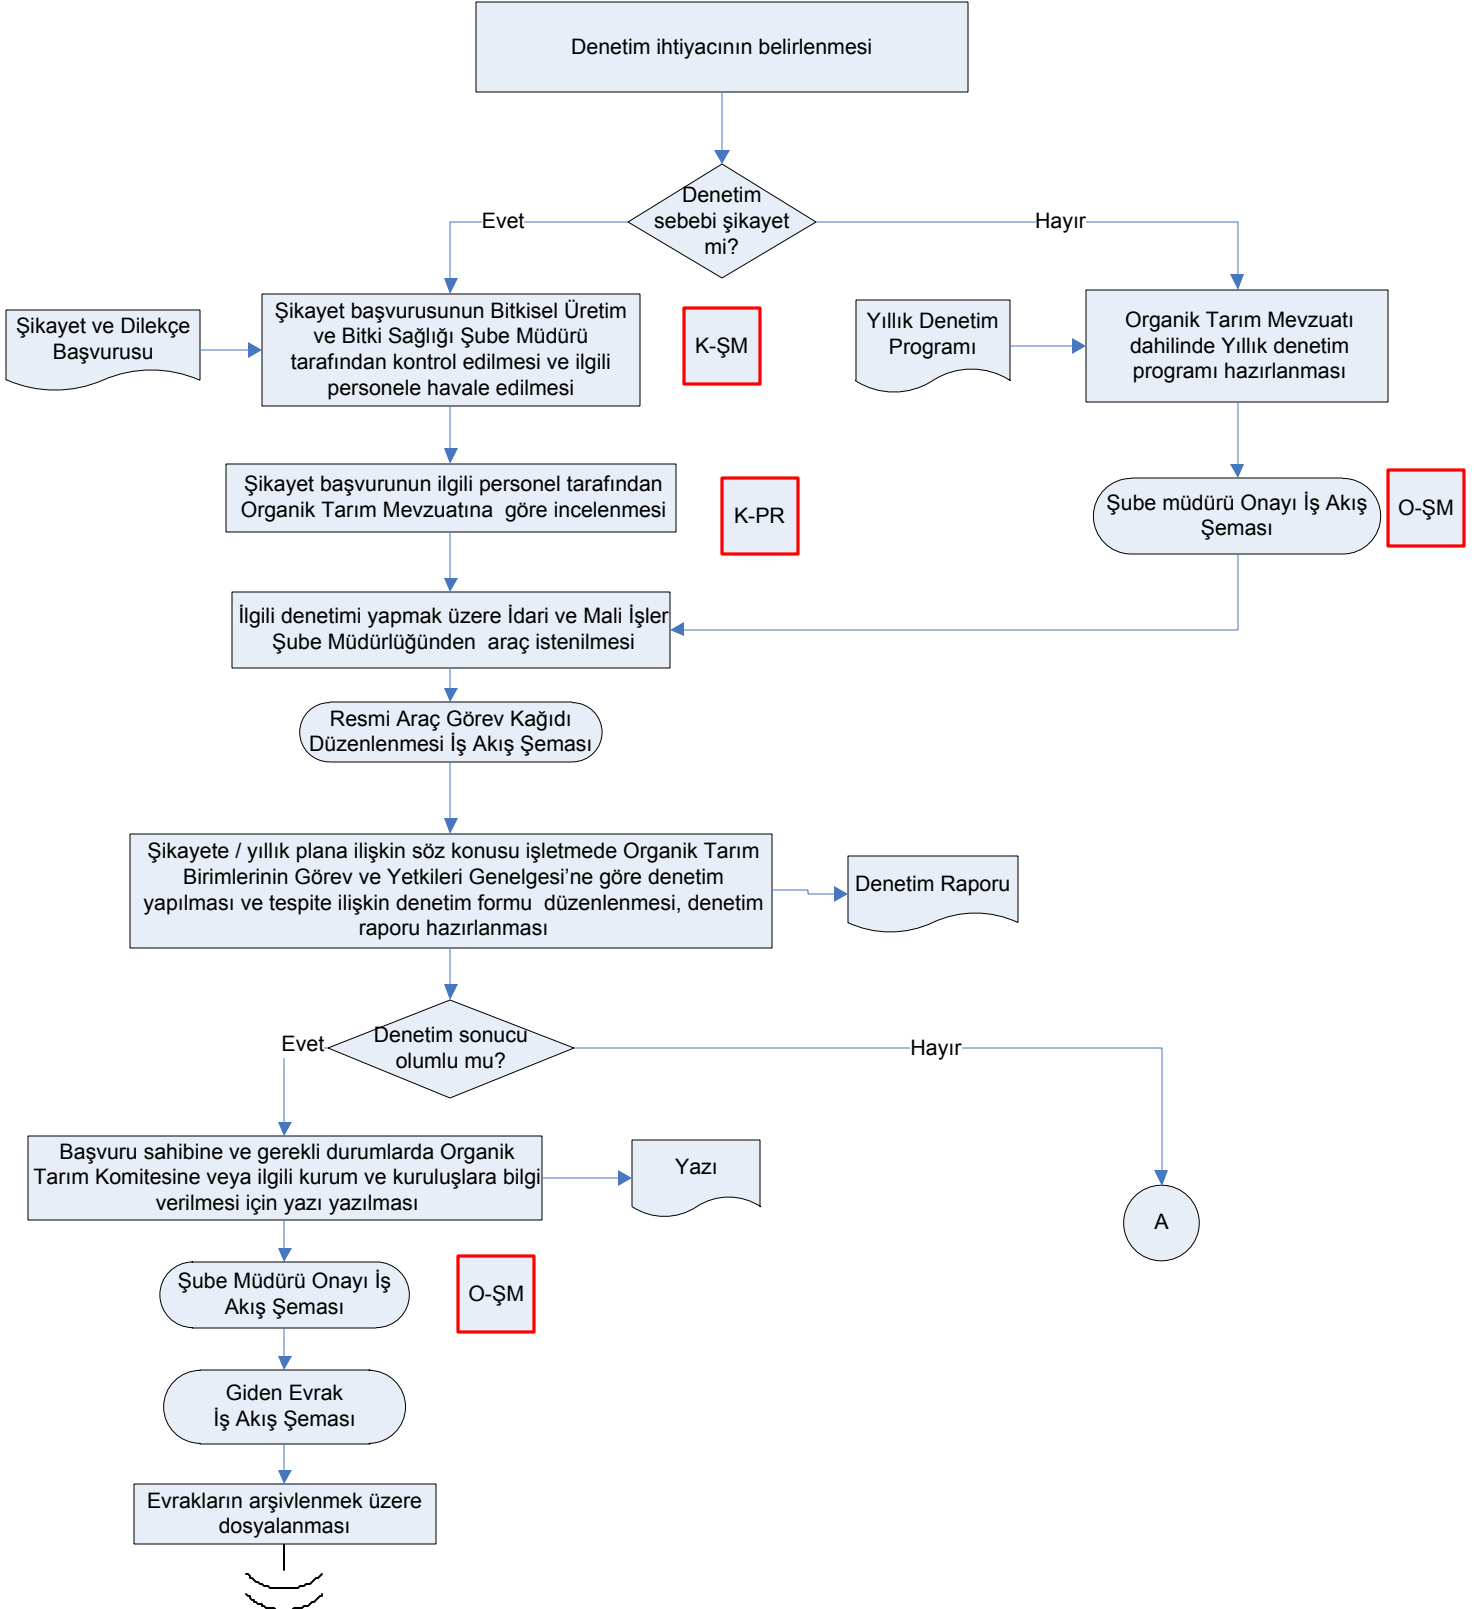 Denetim ihtiyacının belirlenmesi
Denetim
sebebi şikayet
mi?
Evet
Hayır
Şikayet ve Dilekçe
Başvurusu
Şikayet başvurusunun Bitkisel Üretim
ve Bitki Sağlığı Şube Müdürü
tarafından kontrol edilmesi ve ilgili
personele havale edilmesi
K-ŞM
Yıllık Denetim
Programı
Organik Tarım Mevzuatı
dahilinde Yıllık denetim
programı hazırlanması
Şikayet başvurunun ilgili personel tarafından
Organik Tarım Mevzuatına  göre incelenmesi
K-PR
Şube müdürü Onayı İş Akış
Şeması
O-ŞM
İlgili denetimi yapmak üzere İdari ve Mali İşler
Şube Müdürlüğünden  araç istenilmesi
Resmi Araç Görev Kağıdı
Düzenlenmesi İş Akış Şeması
Şikayete / yıllık plana ilişkin söz konusu işletmede Organik Tarım
Birimlerinin Görev ve Yetkileri Genelgesi’ne göre denetim
yapılması ve tespite ilişkin denetim formu  düzenlenmesi, denetim
raporu hazırlanması
Denetim Raporu
Denetim sonucu
olumlu mu?
Evet
Hayır
Başvuru sahibine ve gerekli durumlarda Organik
Tarım Komitesine veya ilgili kurum ve kuruluşlara bilgi
verilmesi için yazı yazılması
Yazı
A
Şube Müdürü Onayı İş
Akış Şeması
O-ŞM
Giden Evrak
İş Akış Şeması
Evrakların arşivlenmek üzere
dosyalanması